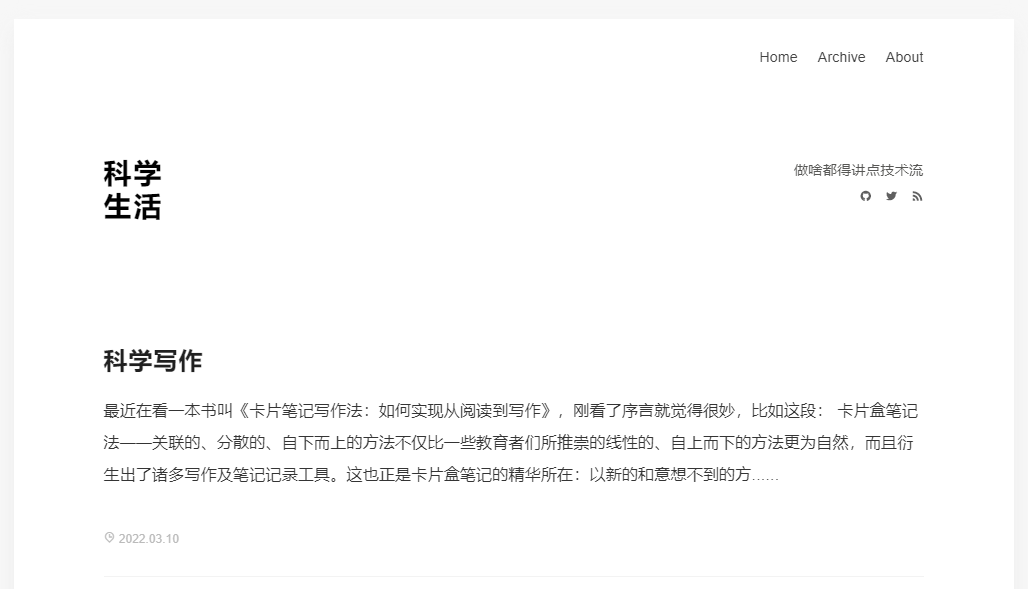 Home Archive About
科学
生活
做啥都得讲点技术流
科学写作
最近在看一本书叫《卡片笔记写作法：如何实现从阅读到写作》，刚看了序言就觉得很妙，比如这段： 卡片盒笔记
法——关联的、分散的、自下而上的方法不仅比一些教育者们所推崇的线性的、自上而下的方法更为自然，而且衍
生出了诸多写作及笔记记录工具。这也正是卡片盒笔记的精华所在：以新的和意想不到的方……
2022.03.10